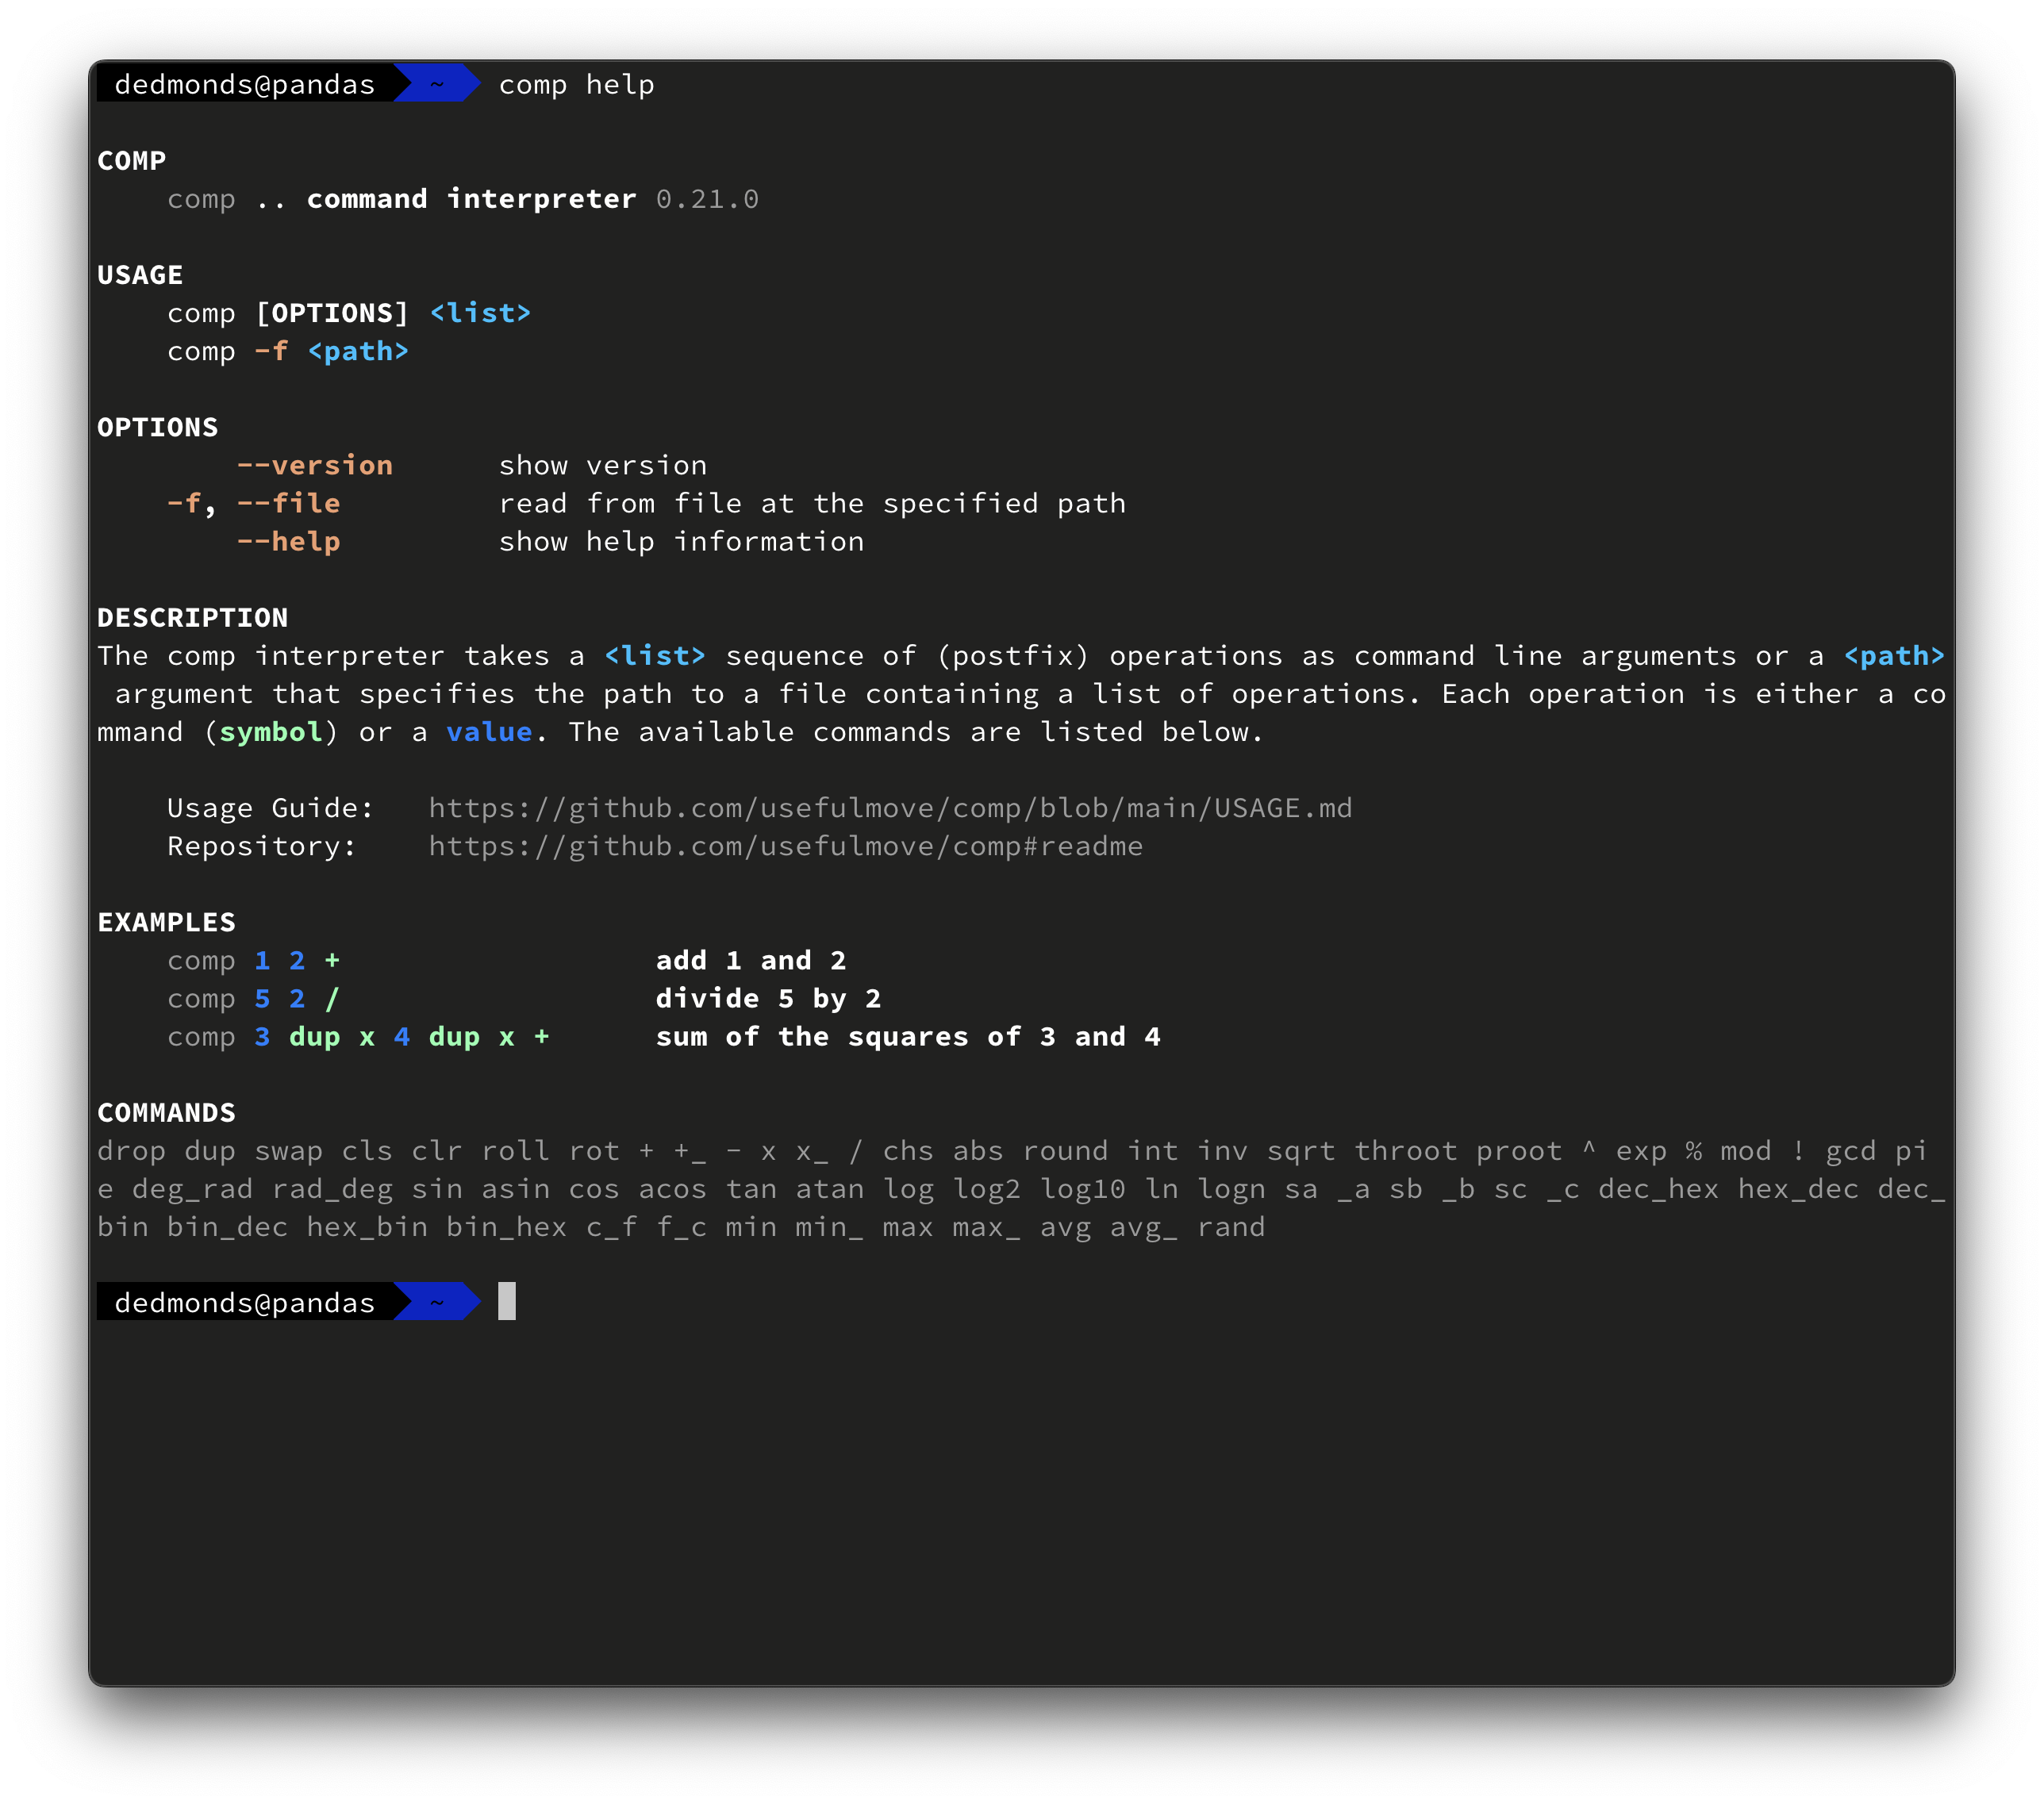 dedmonds@pandas ~ comp help
COMP
comp .. command interpreter 0.21.0
USAGE
comp [OPTIONS] <list>
comp -f <path>
OPTIONS
--version show version
-f, --file read from file at the specified path
--help show help information
DESCRIPTION
The comp interpreter takes a <list> sequence of (postfix) operations as command line arguments or a <path>
argument that specifies the path to a file containing a list of operations. Each operation is either a co
mmand (symbol) or a value. The available commands are listed below.
Usage Guide: https://github.com/usefulmove/comp/blob/main/USAGE.md
Repository: https://github.com/usefulmove/comp#readme
EXAMPLES
comp 1 2 + add 1 and 2
comp 5 2 / divide 5 by 2
comp 3 dup x 4 dup x + sum of the squares of 3 and 4
COMMANDS
drop dup swap cls clr roll rot + +_ - x x_ / chs abs round int inv sqrt throot proot ^ exp % mod ! gcd pi
e deg_rad rad_deg sin asin cos acos tan atan log log2 log10 ln logn sa _a sb _b sc _c dec_hex hex_dec dec_
bin bin_dec hex_bin bin_hex c_f f_c min min_ max max_ avg avg_ rand
dedmonds@pandas ~